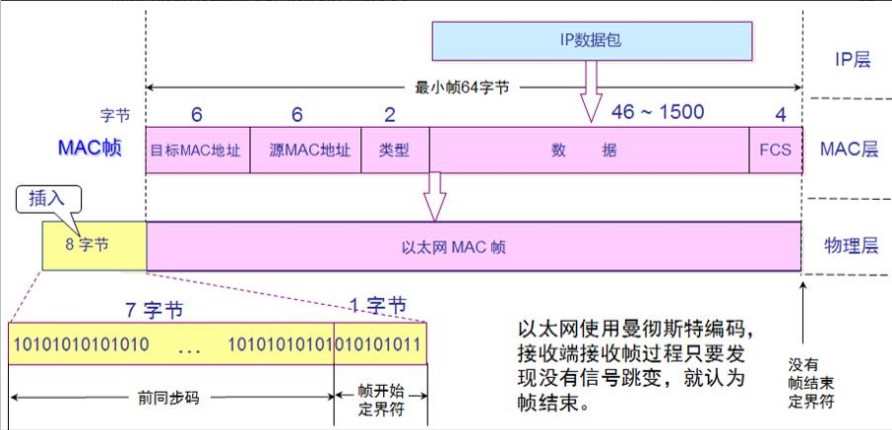 IP数据包
IP层
最小帧64字节
字节
6
6
2
46 ~ 1500
4
MAC帧
目标MAC地址
源MAC地址
类型
数 据
FCS
MAC层
插入
8 字节
以太网 MAC 帧
物理层
7 字节
1 字节
10101010101010 ... 10101010101010101011
前同步码
帧开始
定界符
以太网使用曼彻斯特编码,
接收端接收帧过程只要发
现没有信号跳变，就认为
帧结束。
没有
帧结束
定界符